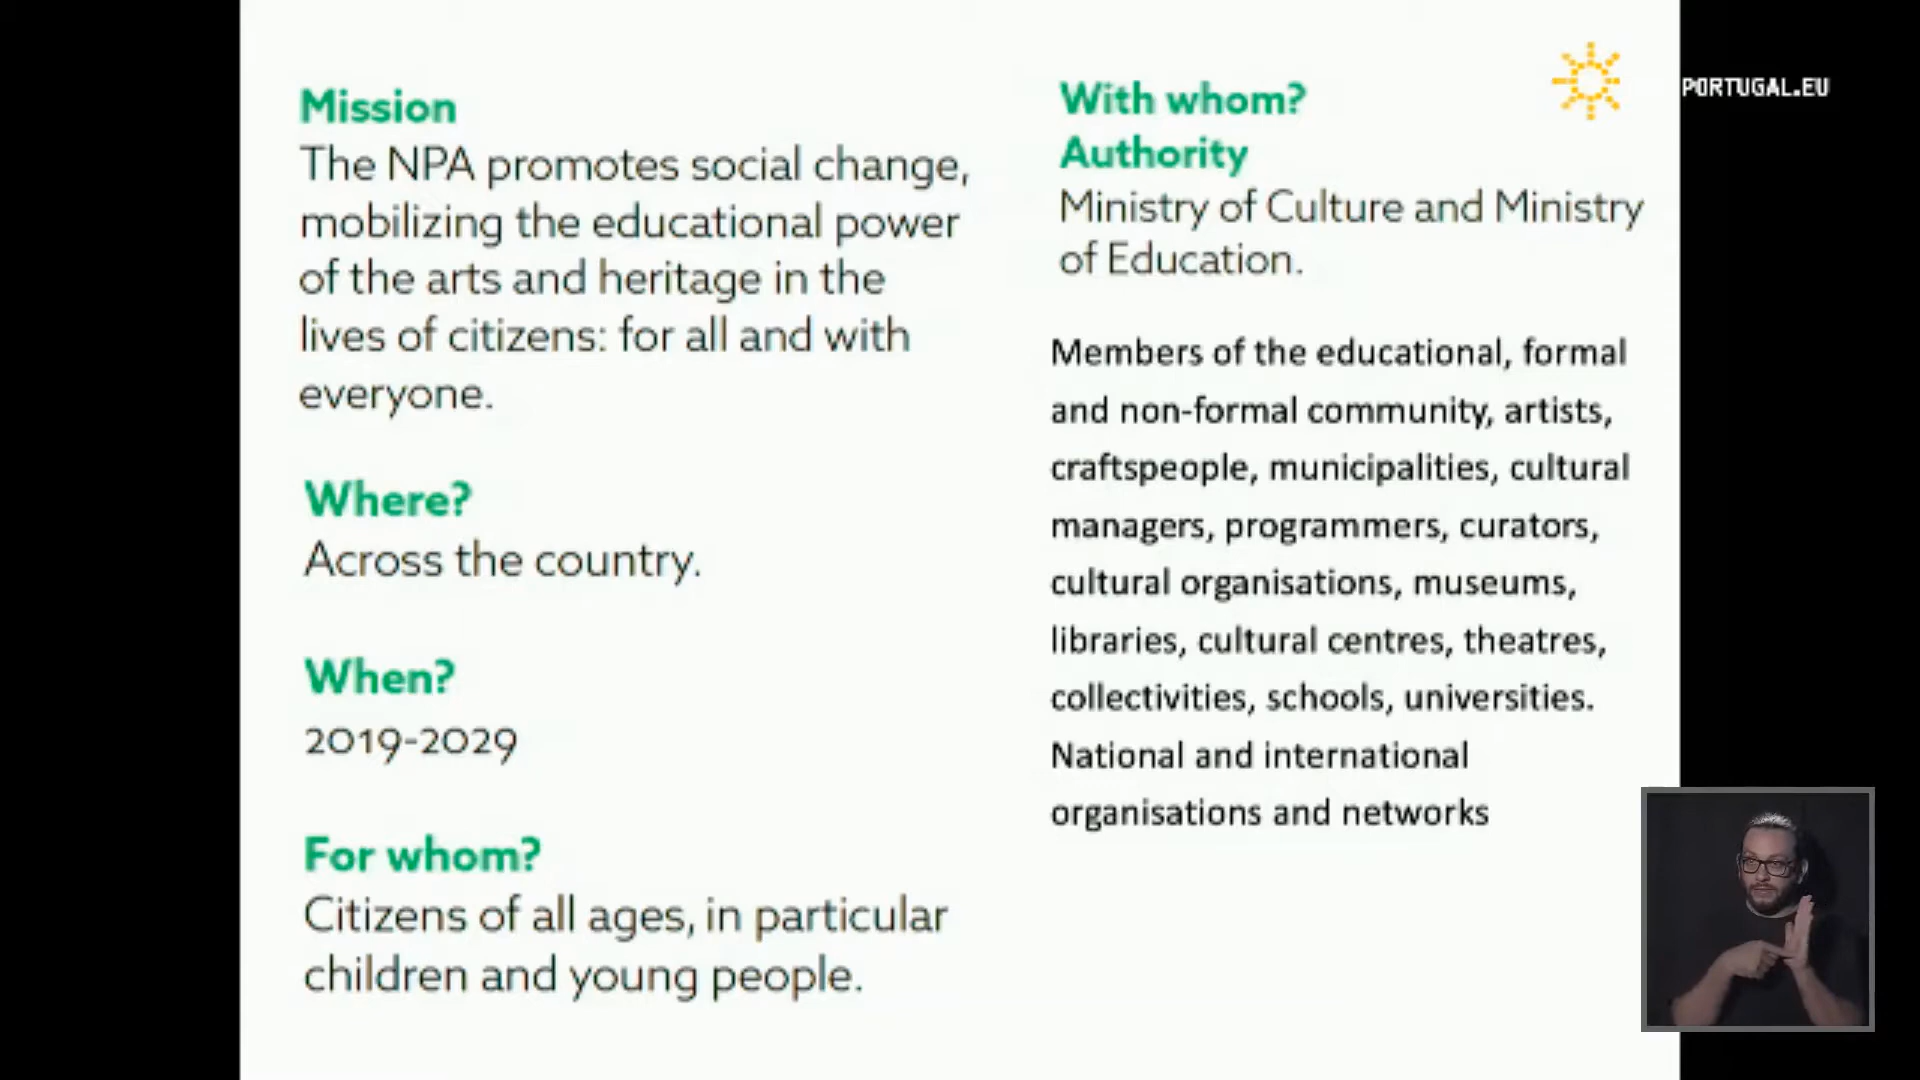 Mission
The NPA promotes social change,
mobilizing the educational power
of the arts and heritage in the
lives of citizens: for all and with
everyone.
Where?
Across the country.
When?
2019-2029
For whom?
Citizens of all ages, in particular
children and young people.
With whom?
Authority
Ministry of Culture and Ministry
of Education.
Members of the educational, formal
and non-formal community, artists,
craftspeople, municipalities, cultural
managers, programmers, curators,
cultural organisations, museums,
libraries, cultural centres, theatres,
collectivities, schools, universities.
National and international
organisations and networks
PORTUGAL.EU